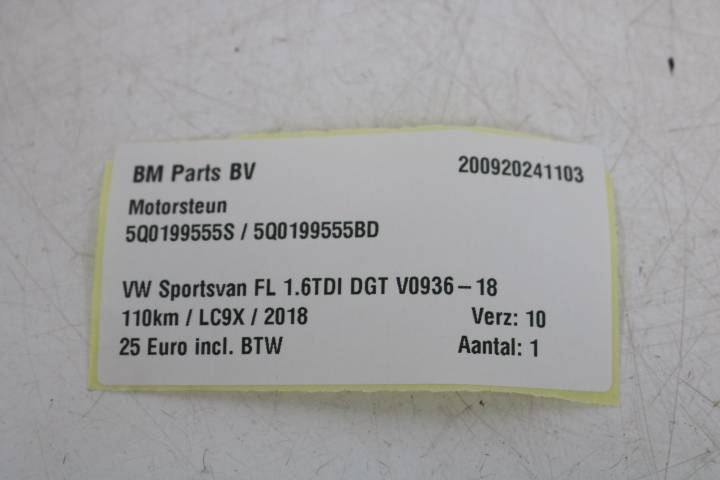 BM Parts BV 200920241103
Motorsteun
5Q0199555S / 5Q0199555BD
VW Sportsvan FL 1.6TDI DGT V0936-18
110km / LC9X / 2018 Verz: 10
25 Euro incl. BTW Aantal: 1